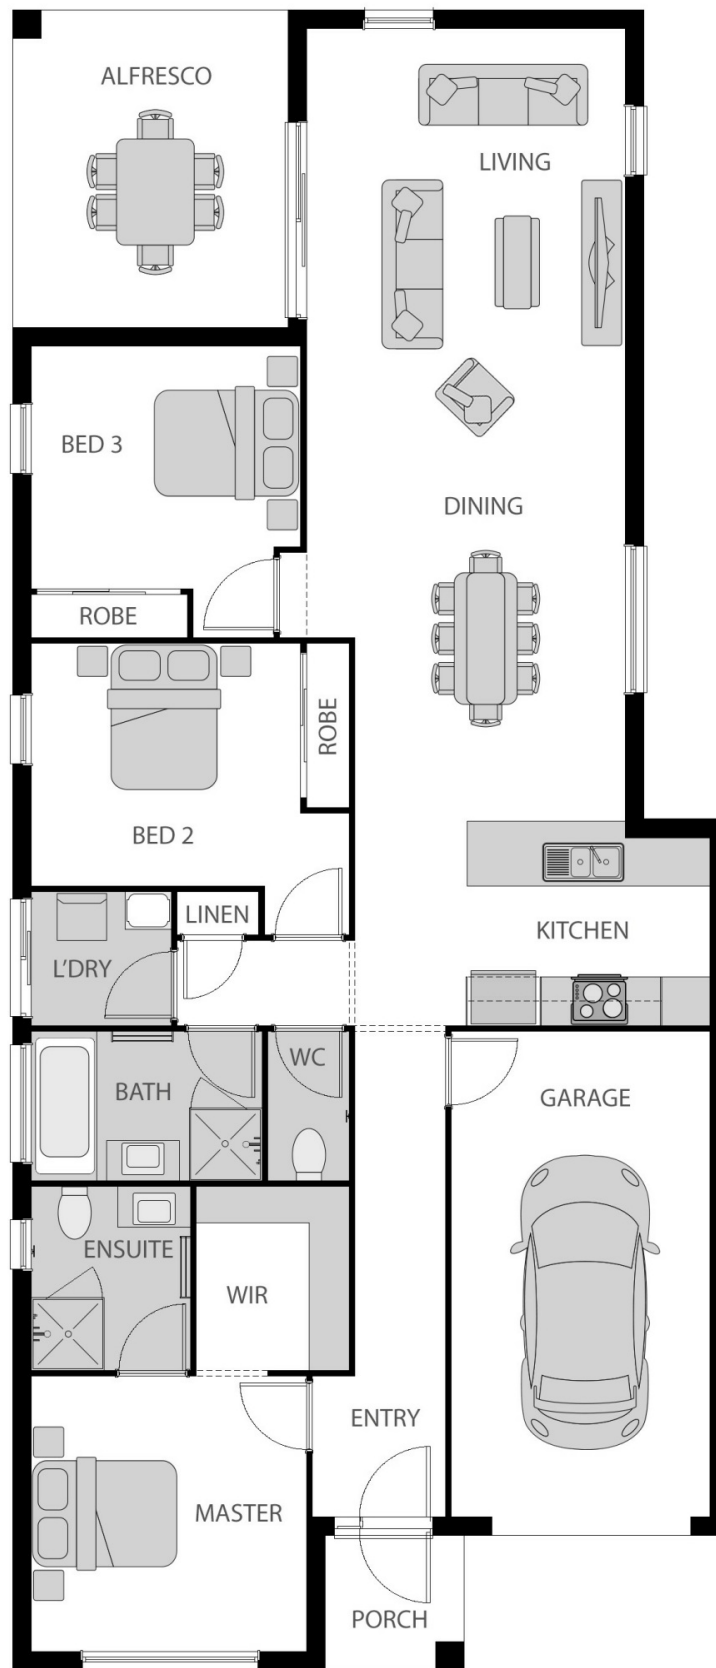 ALFRESCO
LIVING
BED 3
DINING
ROBE
ROBE
BED 2
LINEN
KITCHEN
L'DRY
WC
BATH
GARAGE
ENSUITE
WIR
ENTRY
MASTER
PORCH